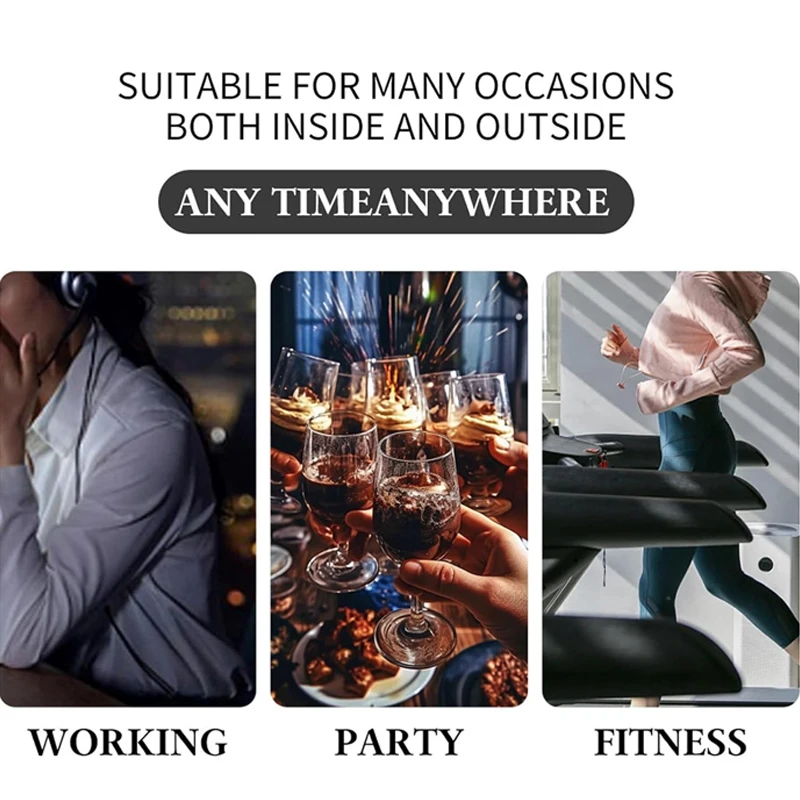 SUITABLE FOR MANY OCCASIONS
BOTH INSIDE AND OUTSIDE
ANY TIMEANYWHERE
WORKING
PARTY
FITNESS